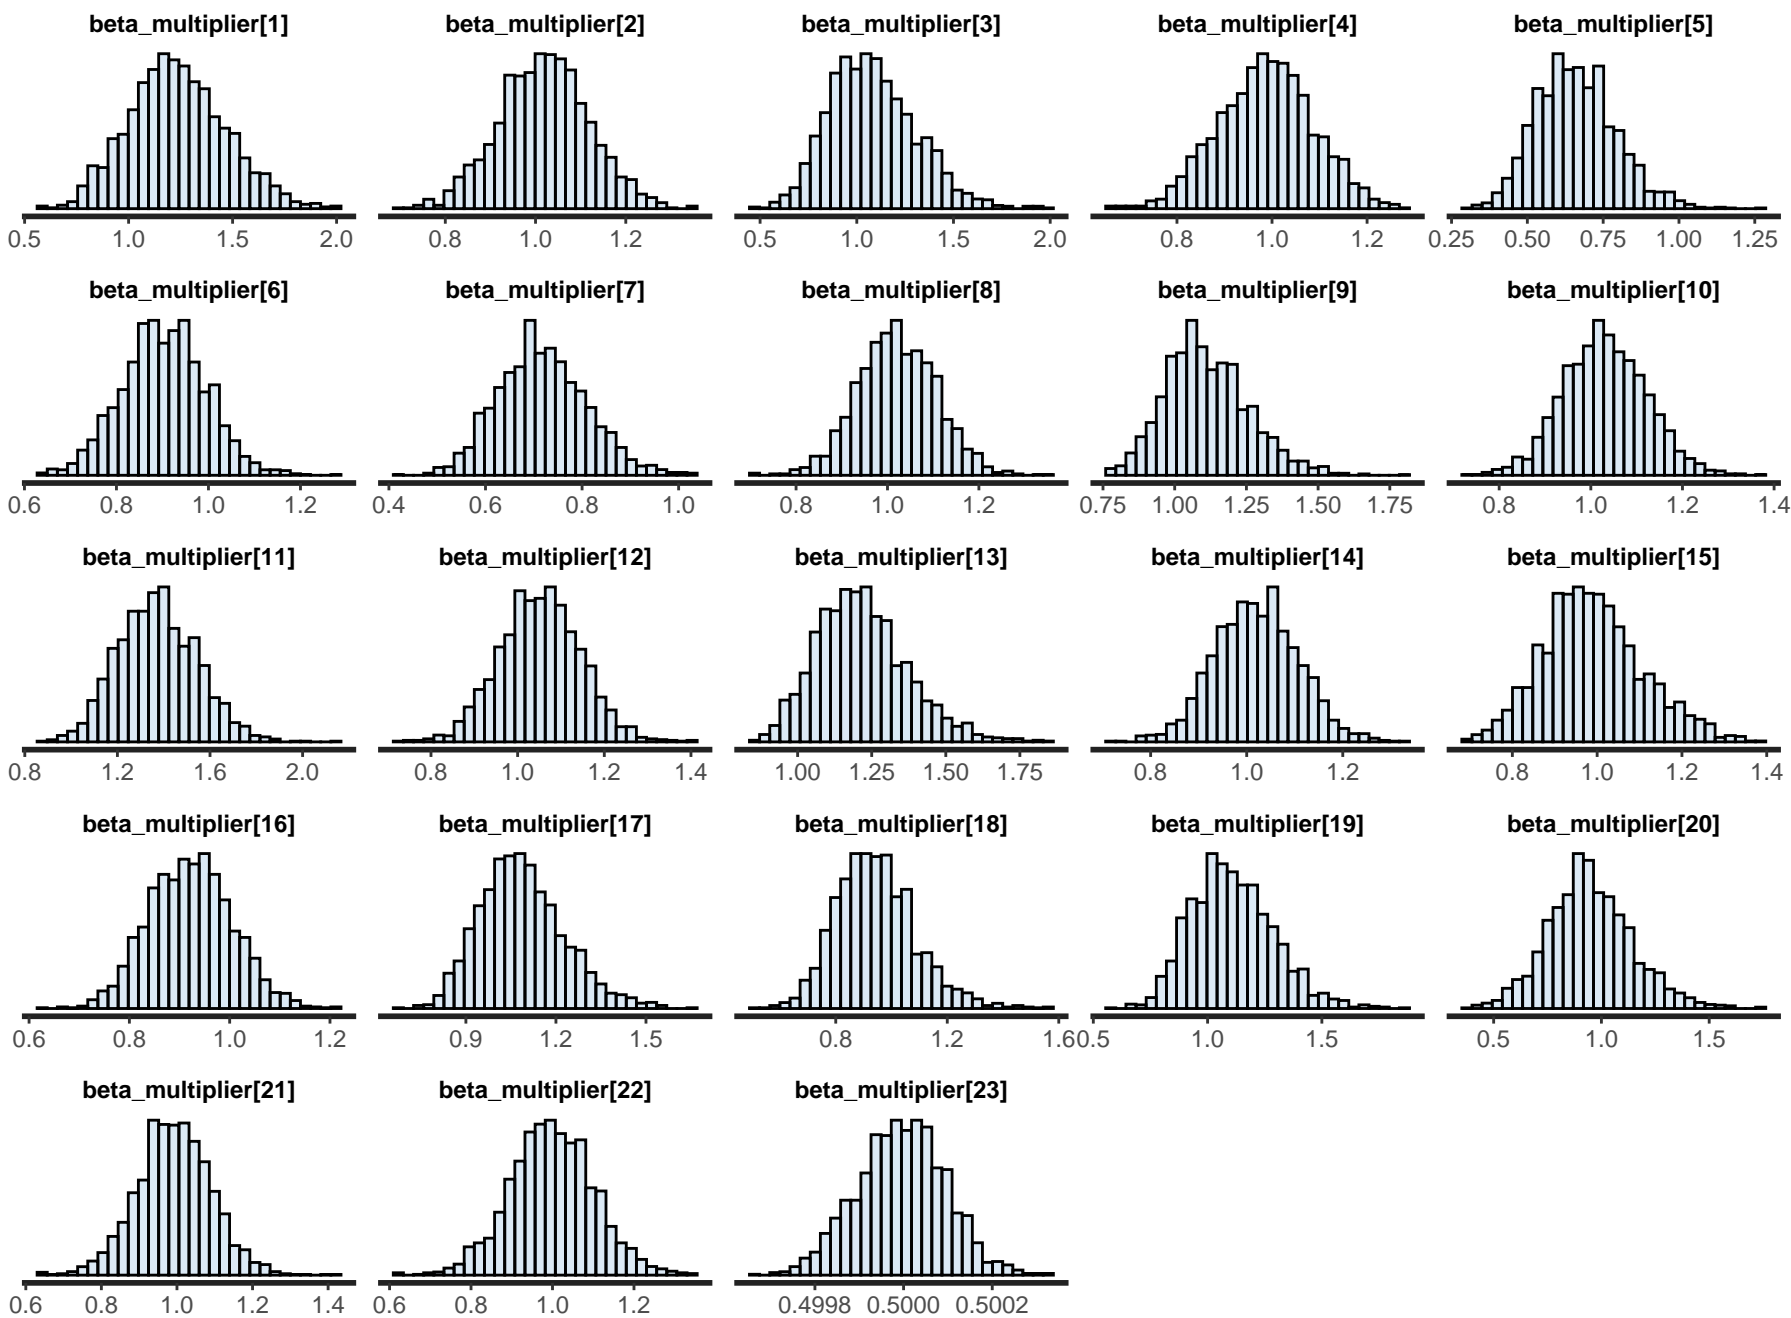 beta_multiplier[1] beta_multiplier[2] beta_multiplier[3] beta_multiplier[4] beta_multiplier[5]
0.5 1.0 1.5 2.0 0.8 1.0 1.2 0.5 1.0 1.5 2.0 0.8 1.0 1.2 0.25 0.50 0.75 1.00 1.25
beta_multiplier[6] beta_multiplier[7] beta_multiplier[8] beta_multiplier[9] beta_multiplier[10]
0.6 0.8 1.0 1.2 0.4 0.6 0.8 1.0 0.8 1.0 1.2 0.75 1.00 1.25 1.50 1.75 0.8 1.0 1.2 1.4
beta_multiplier[11] beta_multiplier[12] beta_multiplier[13] beta_multiplier[14] beta_multiplier[15]
0.8 1.2 1.6 2.0 0.8 1.0 1.2 1.4 1.00 1.25 1.50 1.75 0.8 1.0 1.2 0.8 1.0 1.2 1.4
beta_multiplier[16] beta_multiplier[17] beta_multiplier[18] beta_multiplier[19] beta_multiplier[20]
0.6 0.8 1.0 1.2 0.9 1.2 1.5 0.8 1.2 1.6 0.5 1.0 1.5 0.5 1.0 1.5
beta_multiplier[21] beta_multiplier[22] beta_multiplier[23]
0.6 0.8 1.0 1.2 1.4 0.6 0.8 1.0 1.2 0.4998 0.5000 0.5002